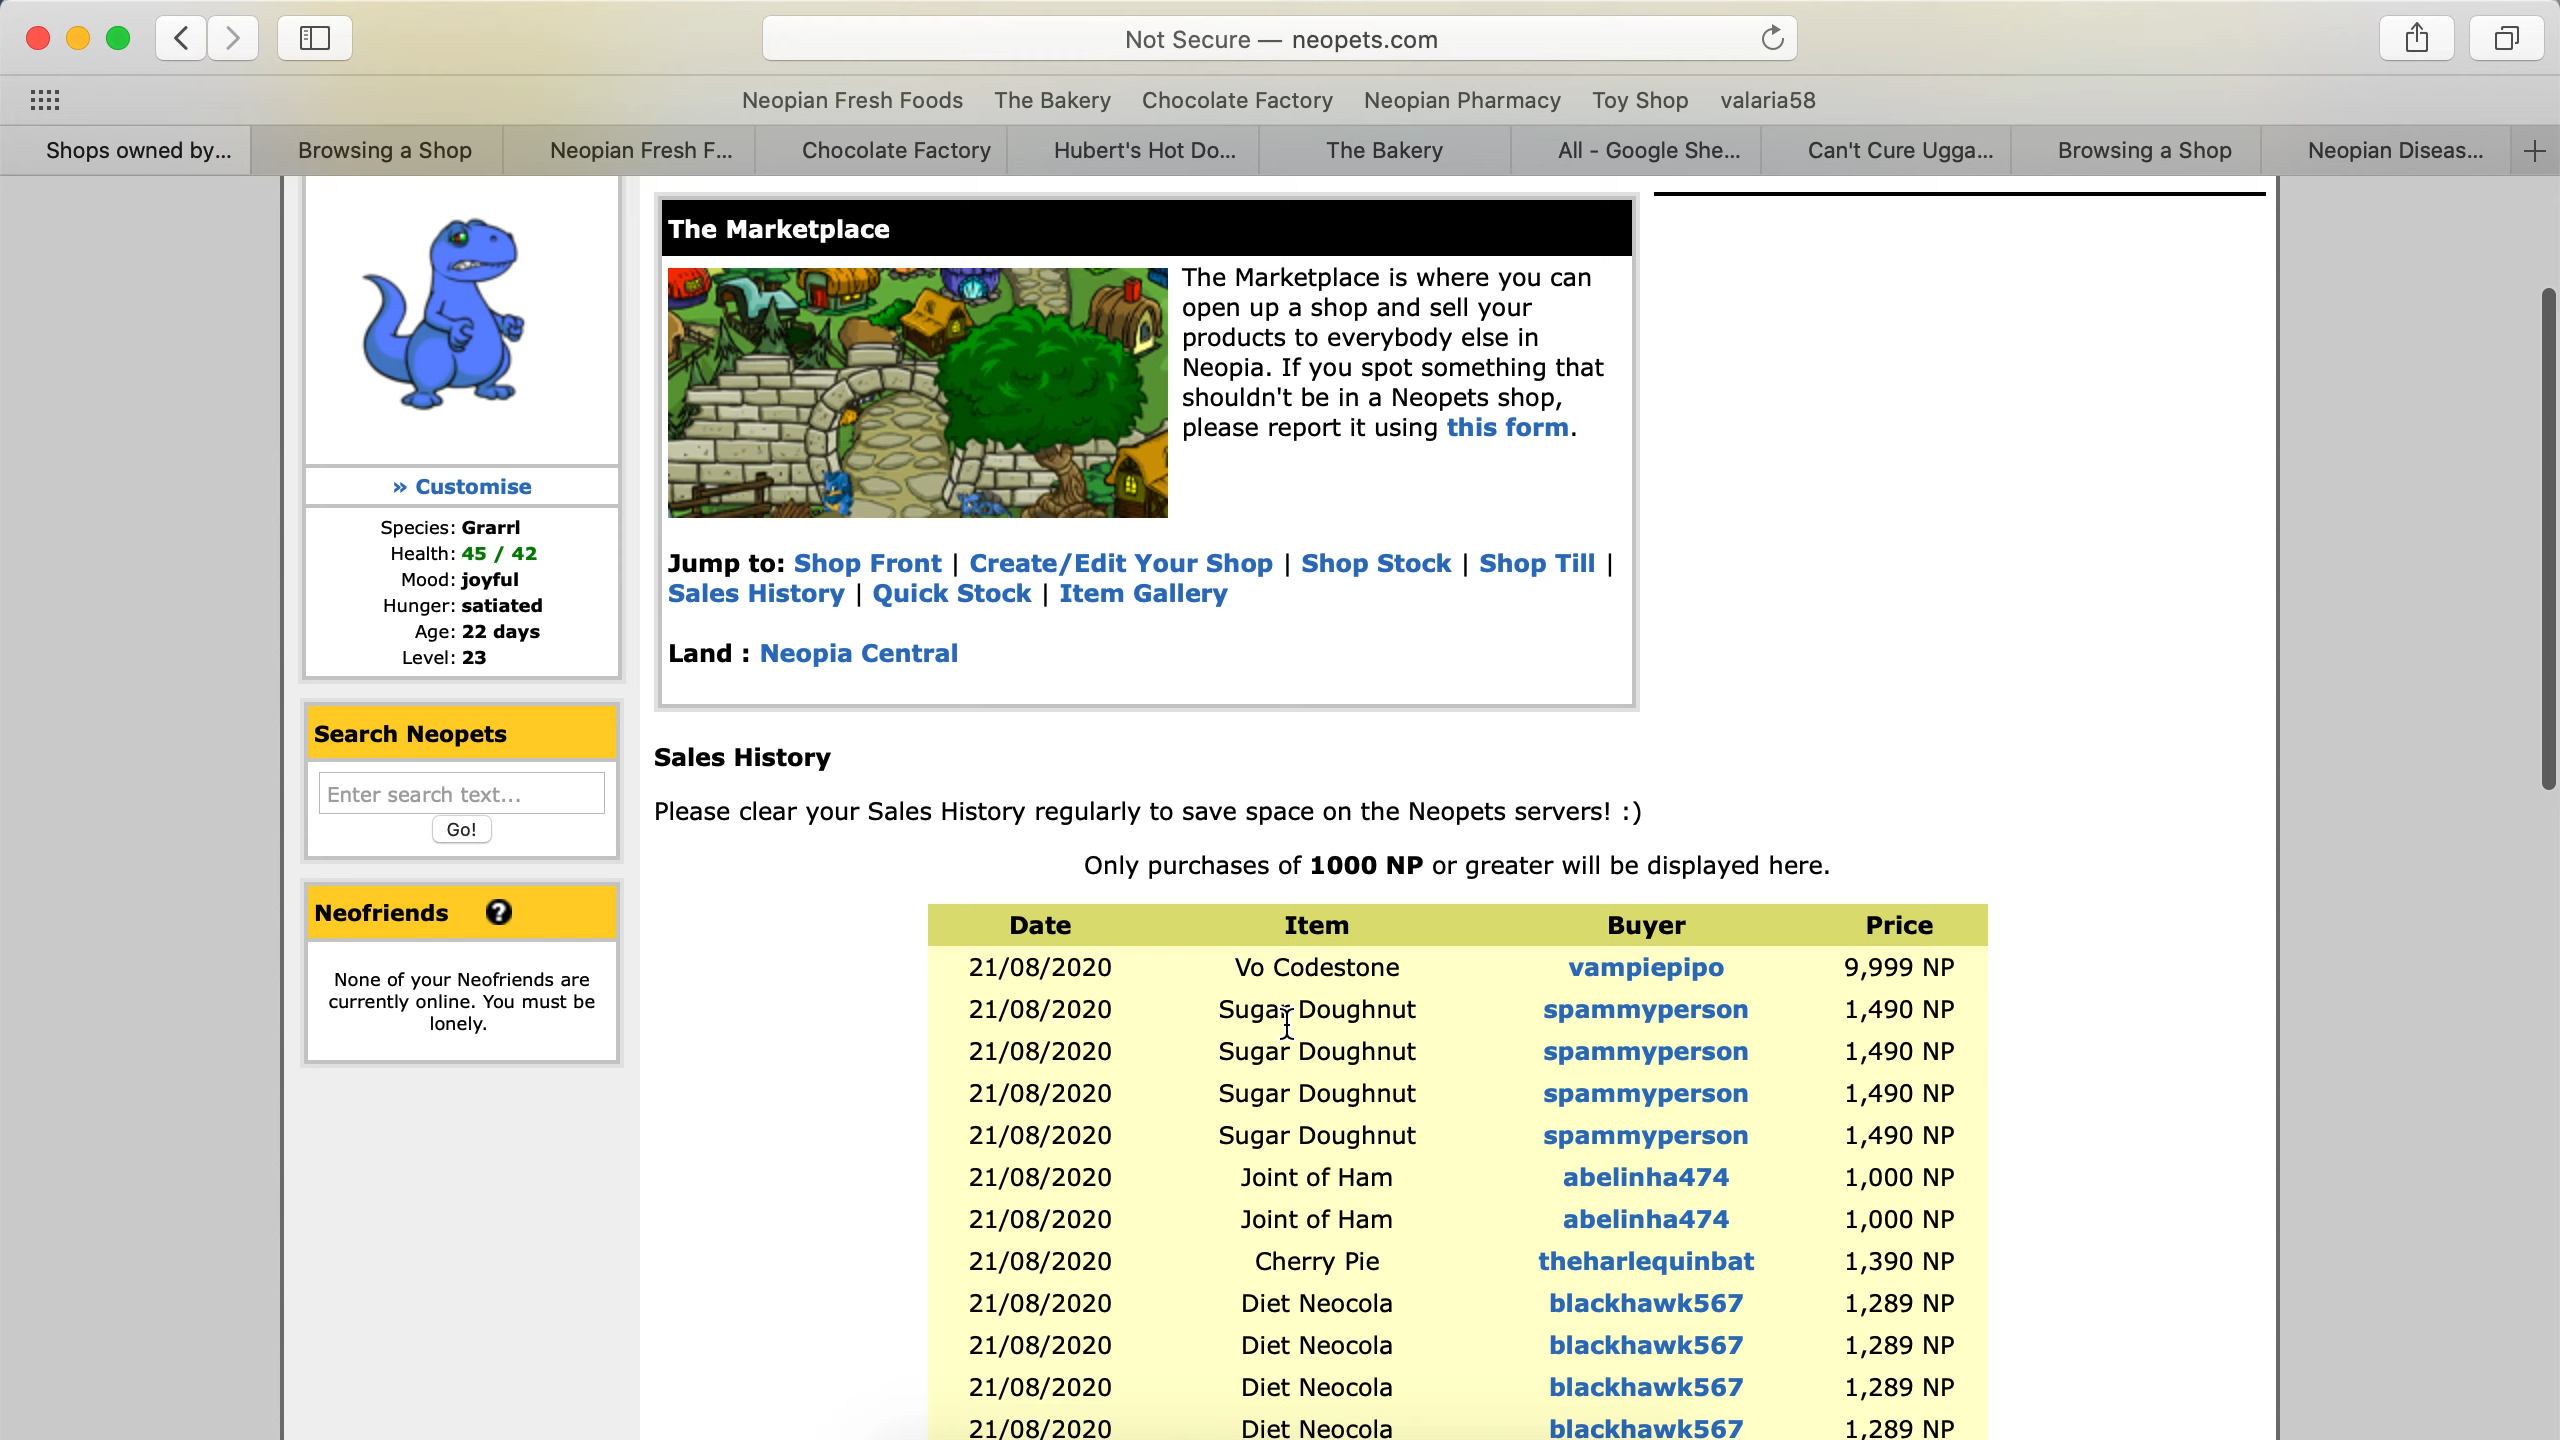 Not Secure — neopets.com
Neopian Fresh Foods The Bakery Chocolate Factory Neopian Pharmacy Toy Shop valaria58
Shops owned by... Browsing a Shop Neopian Fresh F... Chocolate Factory Hubert's Hot Do... The Bakery All - Google She... Can't Cure Ugga... Browsing a Shop Neopian Diseas...
» Customise
Species: Grarrl
Health: 45 / 42
Mood: joyful
Hunger: satiated
Age: 22 days
Level: 23
Search Neopets
Enter search text...
Go!
Neofriends ?
None of your Neofriends are
currently online. You must be
lonely.
The Marketplace
The Marketplace is where you can
open up a shop and sell your
products to everybody else in
Neopia. If you spot something that
shouldn't be in a Neopets shop,
please report it using this form.
Jump to: Shop Front | Create/Edit Your Shop | Shop Stock | Shop Till |
Sales History | Quick Stock | Item Gallery
Land : Neopia Central
Sales History
Please clear your Sales History regularly to save space on the Neopets servers! :)
Only purchases of 1000 NP or greater will be displayed here.
Date Item Buyer Price
21/08/2020 Vo Codestone vampiepipo 9,999 NP
21/08/2020 Sugar Doughnut spammyperson 1,490 NP
21/08/2020 Sugar Doughnut spammyperson 1,490 NP
21/08/2020 Sugar Doughnut spammyperson 1,490 NP
21/08/2020 Sugar Doughnut spammyperson 1,490 NP
21/08/2020 Joint of Ham abelinha474 1,000 NP
21/08/2020 Joint of Ham abelinha474 1,000 NP
21/08/2020 Cherry Pie theharlequinbat 1,390 NP
21/08/2020 Diet Neocola blackhawk567 1,289 NP
21/08/2020 Diet Neocola blackhawk567 1,289 NP
21/08/2020 Diet Neocola blackhawk567 1,289 NP
21/08/2020 Diet Neocola blackhawk567 1,289 NP